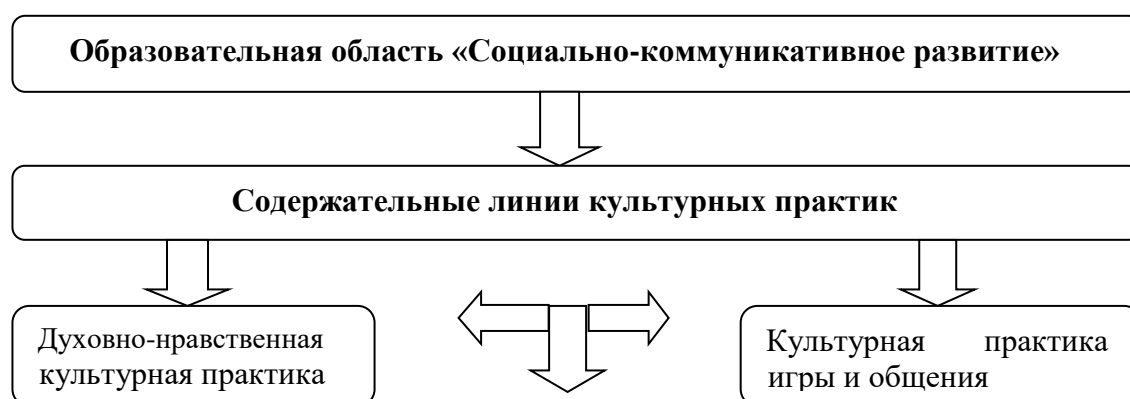 Образовательная область «Социально-коммуникативное развитие»
Содержательные линии культурных практик
Духовно-нравственная
культурная практика
Культурная практика
игры и общения